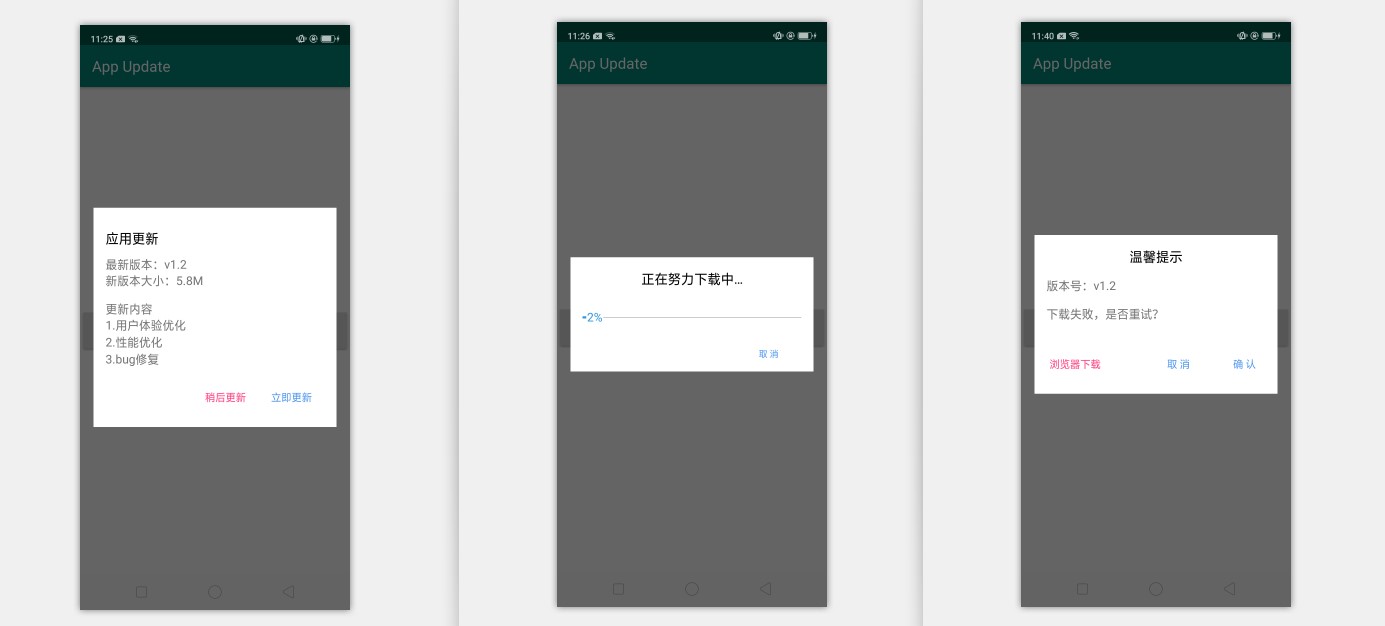 11:25
App Update
应用更新
最新版本：v1.2
新版本大小：5.8M
更新内容
1.用户体验优化
2.性能优化
3.bug修复
稍后更新 立即更新
11:26
App Update
正在努力下载中...
2%
取 消
11:40
App Update
温馨提示
版本号：v1.2
下载失败，是否重试？
浏览器下载 取 消 确 认